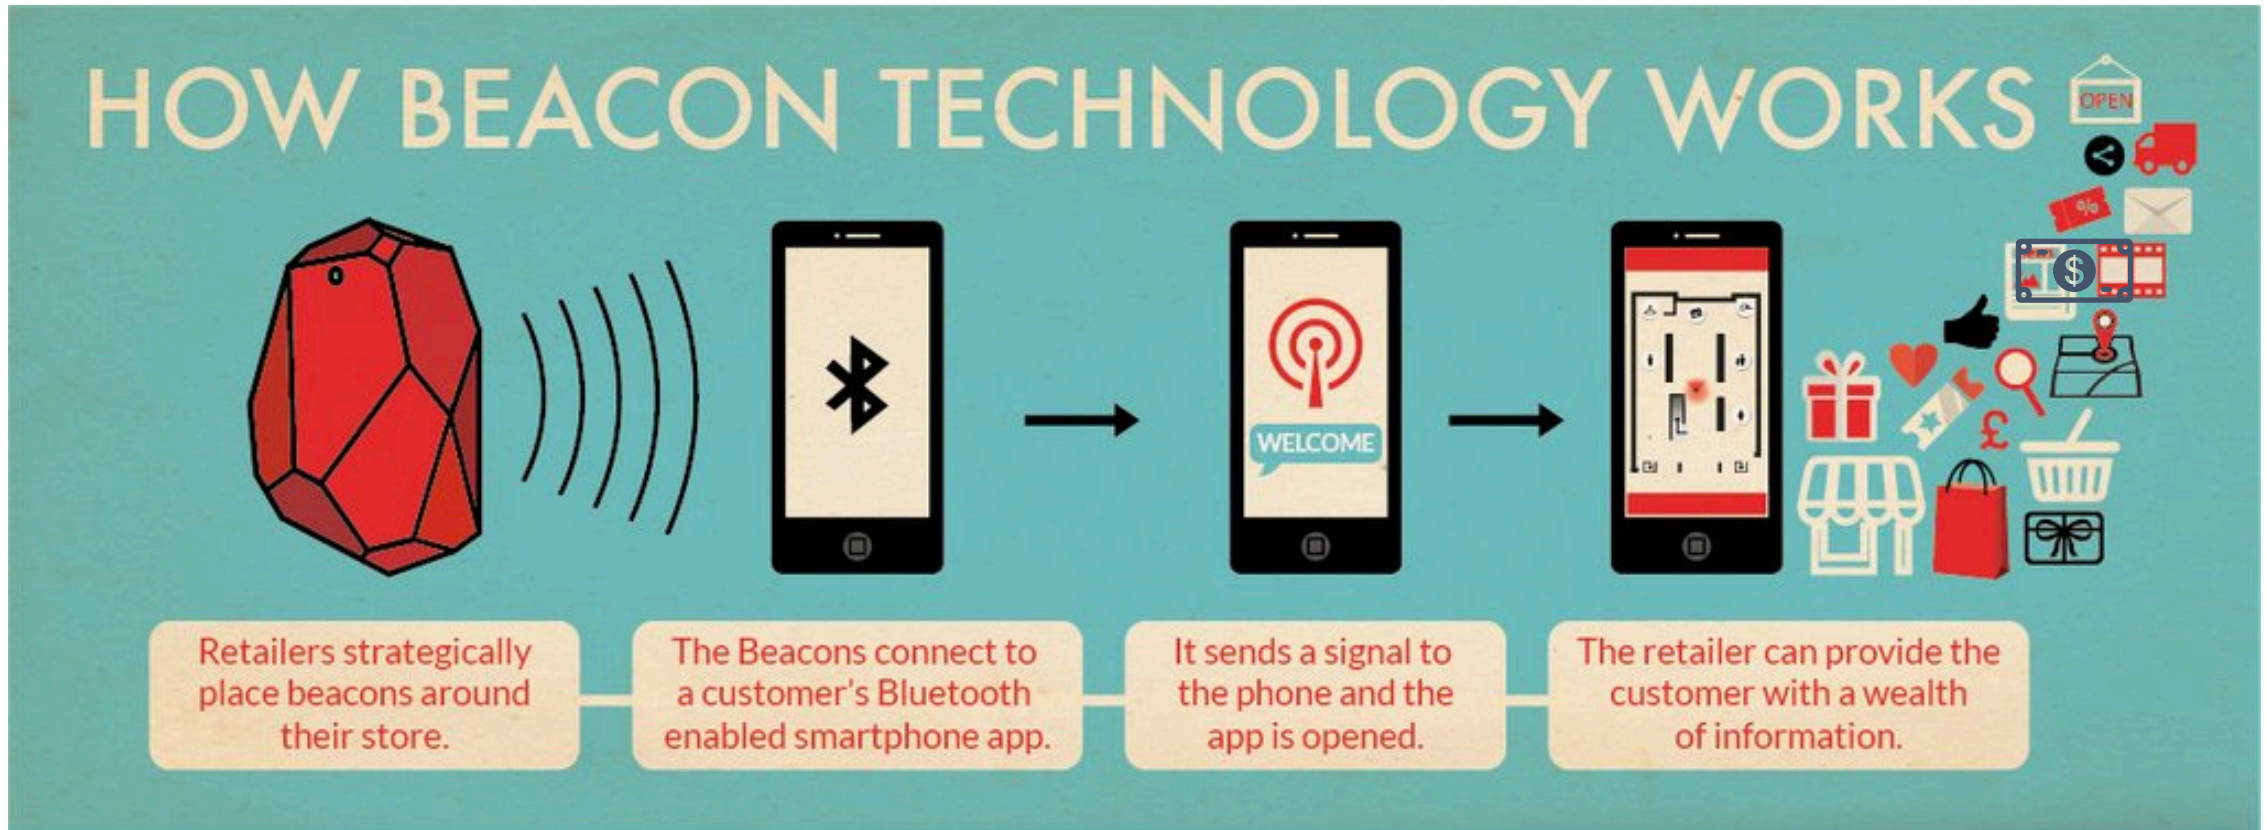 HOW BEACON TECHNOLOGY WORKS
OPEN
%
$
WELCOME
£
Retailers strategically
place beacons around
their store.
The Beacons connect to
a customer's Bluetooth
enabled smartphone app.
It sends a signal to
the phone and the
app is opened.
The retailer can provide the
customer with a wealth
of information.